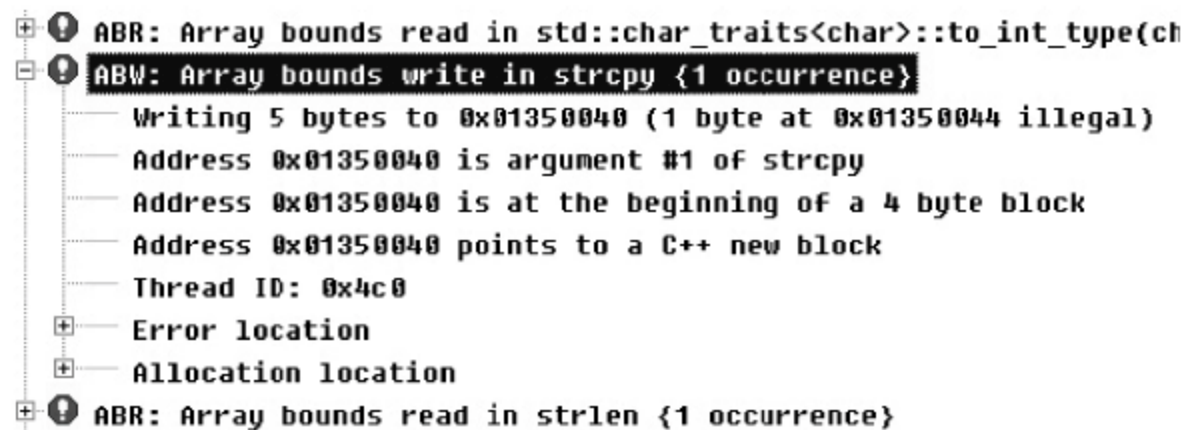 ABR: Array bounds read in std::char_traits<char>::to_int_type(ch
ABW: Array bounds write in strcpy {1 occurrence}
Writing 5 bytes to 0x01350040 (1 byte at 0x01350044 illegal)
Address 0x01350040 is argument #1 of strcpy
Address 0x01350040 is at the beginning of a 4 byte block
Address 0x01350040 points to a C++ new block
Thread ID: 0x4c0
Error location
Allocation location
ABR: Array bounds read in strlen {1 occurrence}